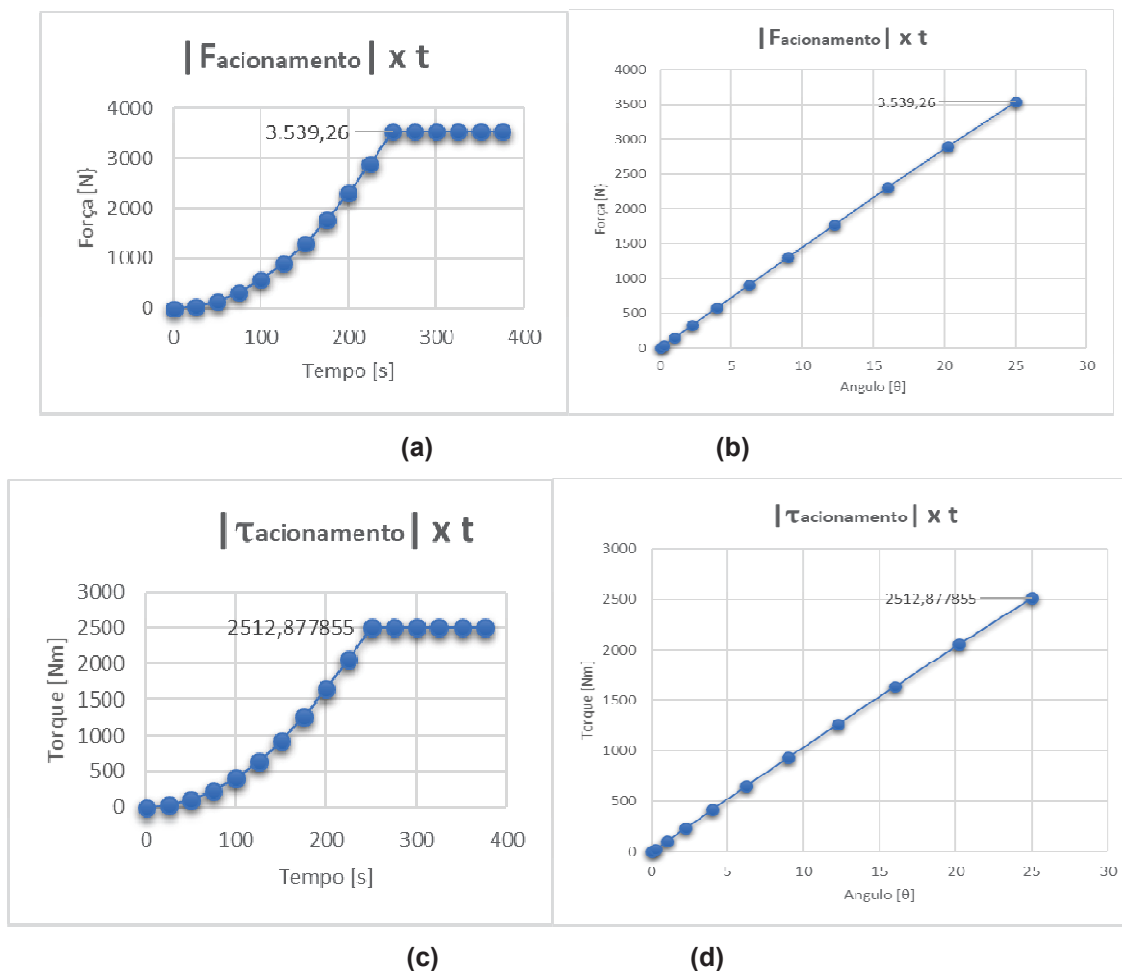 |Facionamento| x t
4000
3000
2000
1000
0
Força [N}
3.539,26
0 100 200 300 400
Tempo [s]
(a)
|Facionamento| x t
4000
3500
3000
2500
2000
1500
1000
500
0
Força [N}
3.539,26
0 5 10 15 20 25 30
Angulo [θ]
(b)
|τacionamento| x t
3000
2500
2000
1500
1000
500
0
Torque [Nm]
2512,877855
0 100 200 300 400
Tempo [s]
(c)
|τacionamento| x t
3000
2500
2000
1500
1000
500
0
Torque [Nm]
2512,877855
0 5 10 15 20 25 30
Angulo [θ]
(d)